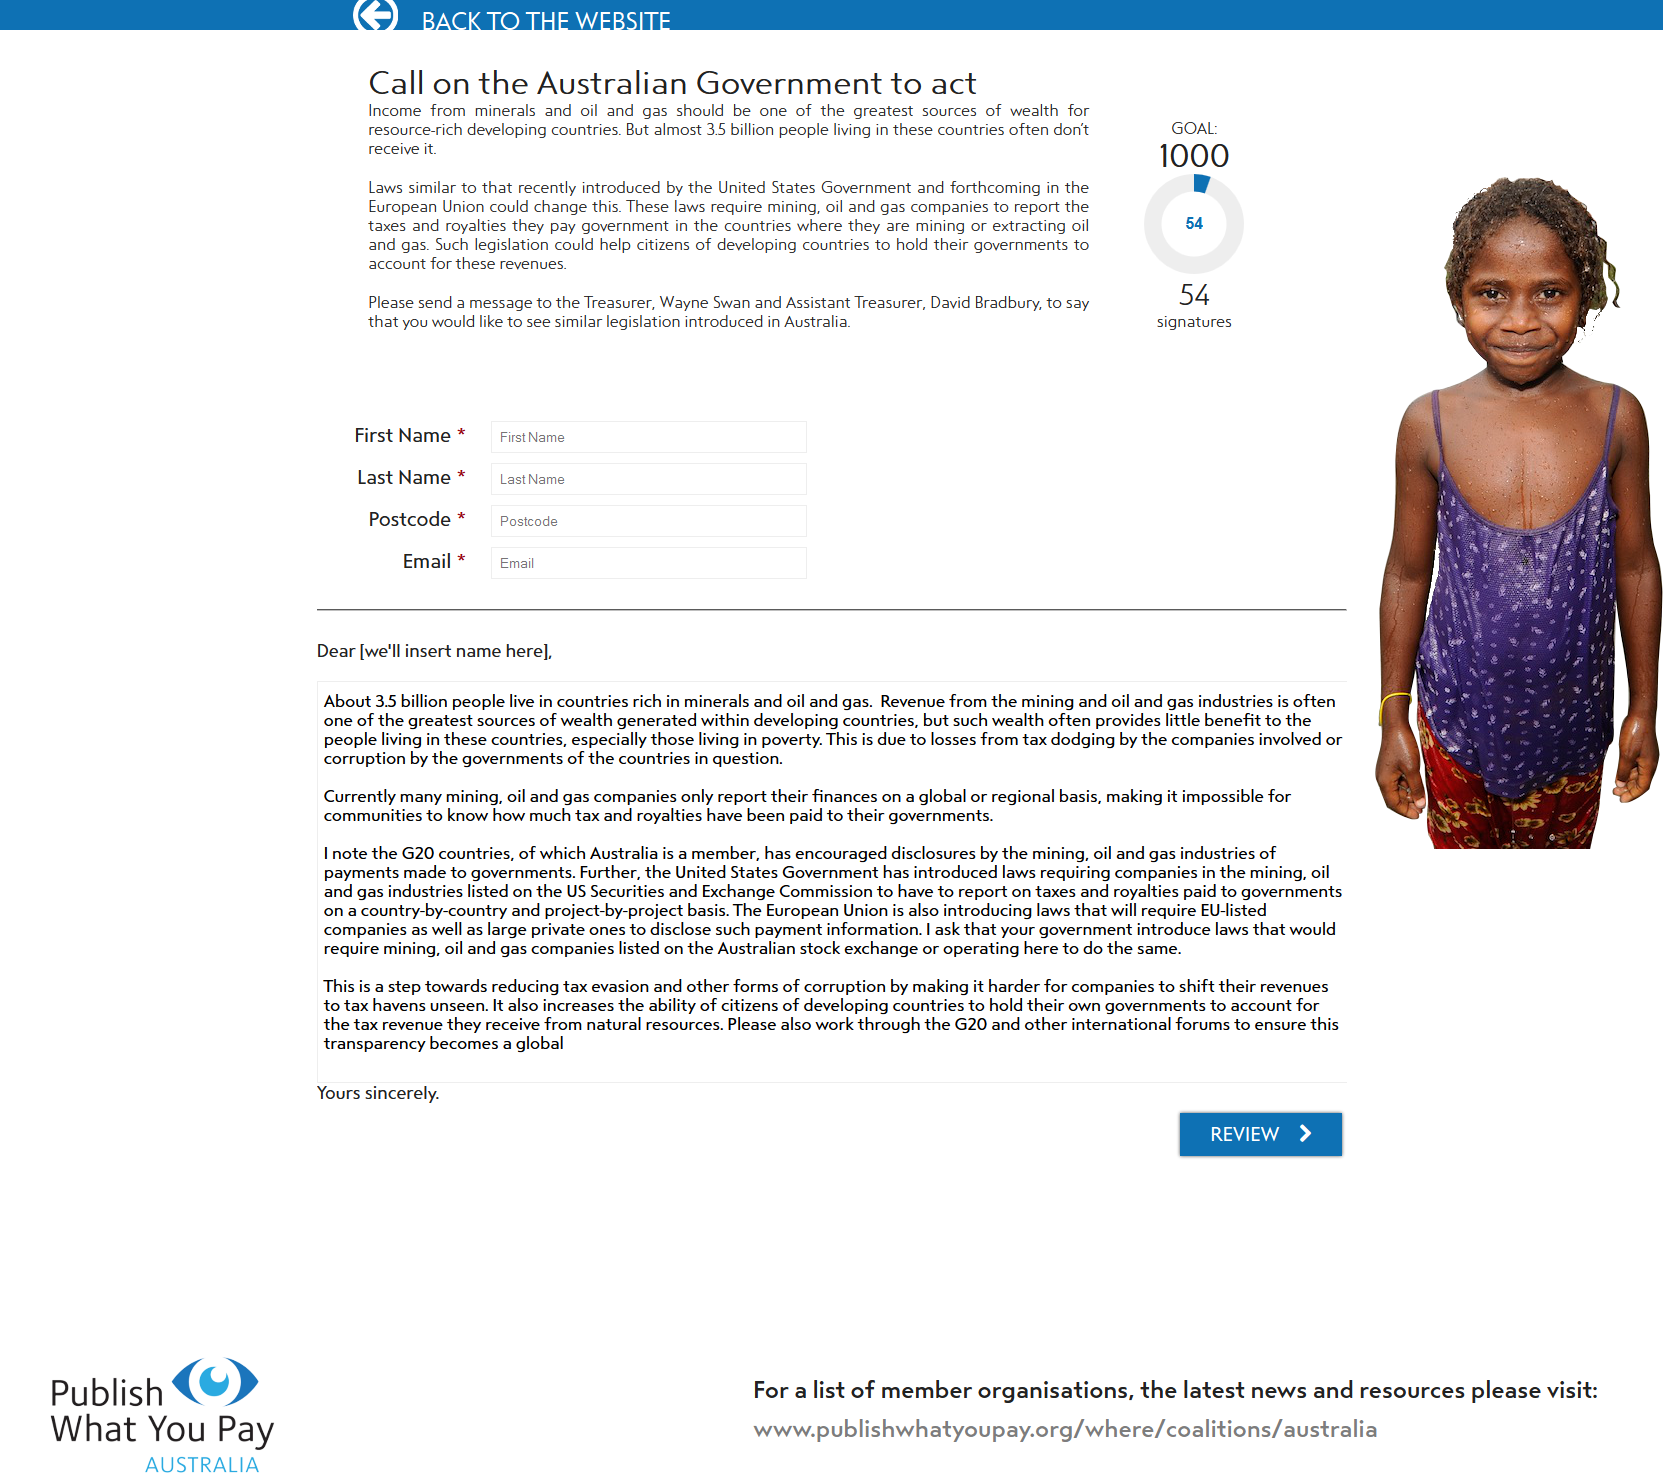 BACK TO THE WEBSITE
Call on the Australian Government to act
Income from minerals and oil and gas should be one of the greatest sources of wealth for
resource-rich developing countries. But almost 3.5 billion people living in these countries often don't
receive it.
Laws similar to that recently introduced by the United States Government and forthcoming in the
European Union could change this. These laws require mining, oil and gas companies to report the
taxes and royalties they pay government in the countries where they are mining or extracting oil
and gas. Such legislation could help citizens of developing countries to hold their governments to
account for these revenues.
Please send a message to the Treasurer, Wayne Swan and Assistant Treasurer, David Bradbury, to say
that you would like to see similar legislation introduced in Australia.
GOAL:
1000
54
54
signatures
First Name * First Name
Last Name * Last Name
Postcode * Postcode
Email * Email
Dear [we'll insert name here],
About 3.5 billion people live in countries rich in minerals and oil and gas.  Revenue from the mining and oil and gas industries is often
one of the greatest sources of wealth generated within developing countries, but such wealth often provides little benefit to the
people living in these countries, especially those living in poverty. This is due to losses from tax dodging by the companies involved or
corruption by the governments of the countries in question.
Currently many mining, oil and gas companies only report their finances on a global or regional basis, making it impossible for
communities to know how much tax and royalties have been paid to their governments.
I note the G20 countries, of which Australia is a member, has encouraged disclosures by the mining, oil and gas industries of
payments made to governments. Further, the United States Government has introduced laws requiring companies in the mining, oil
and gas industries listed on the US Securities and Exchange Commission to have to report on taxes and royalties paid to governments
on a country-by-country and project-by-project basis. The European Union is also introducing laws that will require EU-listed
companies as well as large private ones to disclose such payment information. I ask that your government introduce laws that would
require mining, oil and gas companies listed on the Australian stock exchange or operating here to do the same.
This is a step towards reducing tax evasion and other forms of corruption by making it harder for companies to shift their revenues
to tax havens unseen. It also increases the ability of citizens of developing countries to hold their own governments to account for
the tax revenue they receive from natural resources. Please also work through the G20 and other international forums to ensure this
transparency becomes a global
Yours sincerely.
REVIEW
Publish
What You Pay
AUSTRALIA
For a list of member organisations, the latest news and resources please visit:
www.publishwhatyoupay.org/where/coalitions/australia